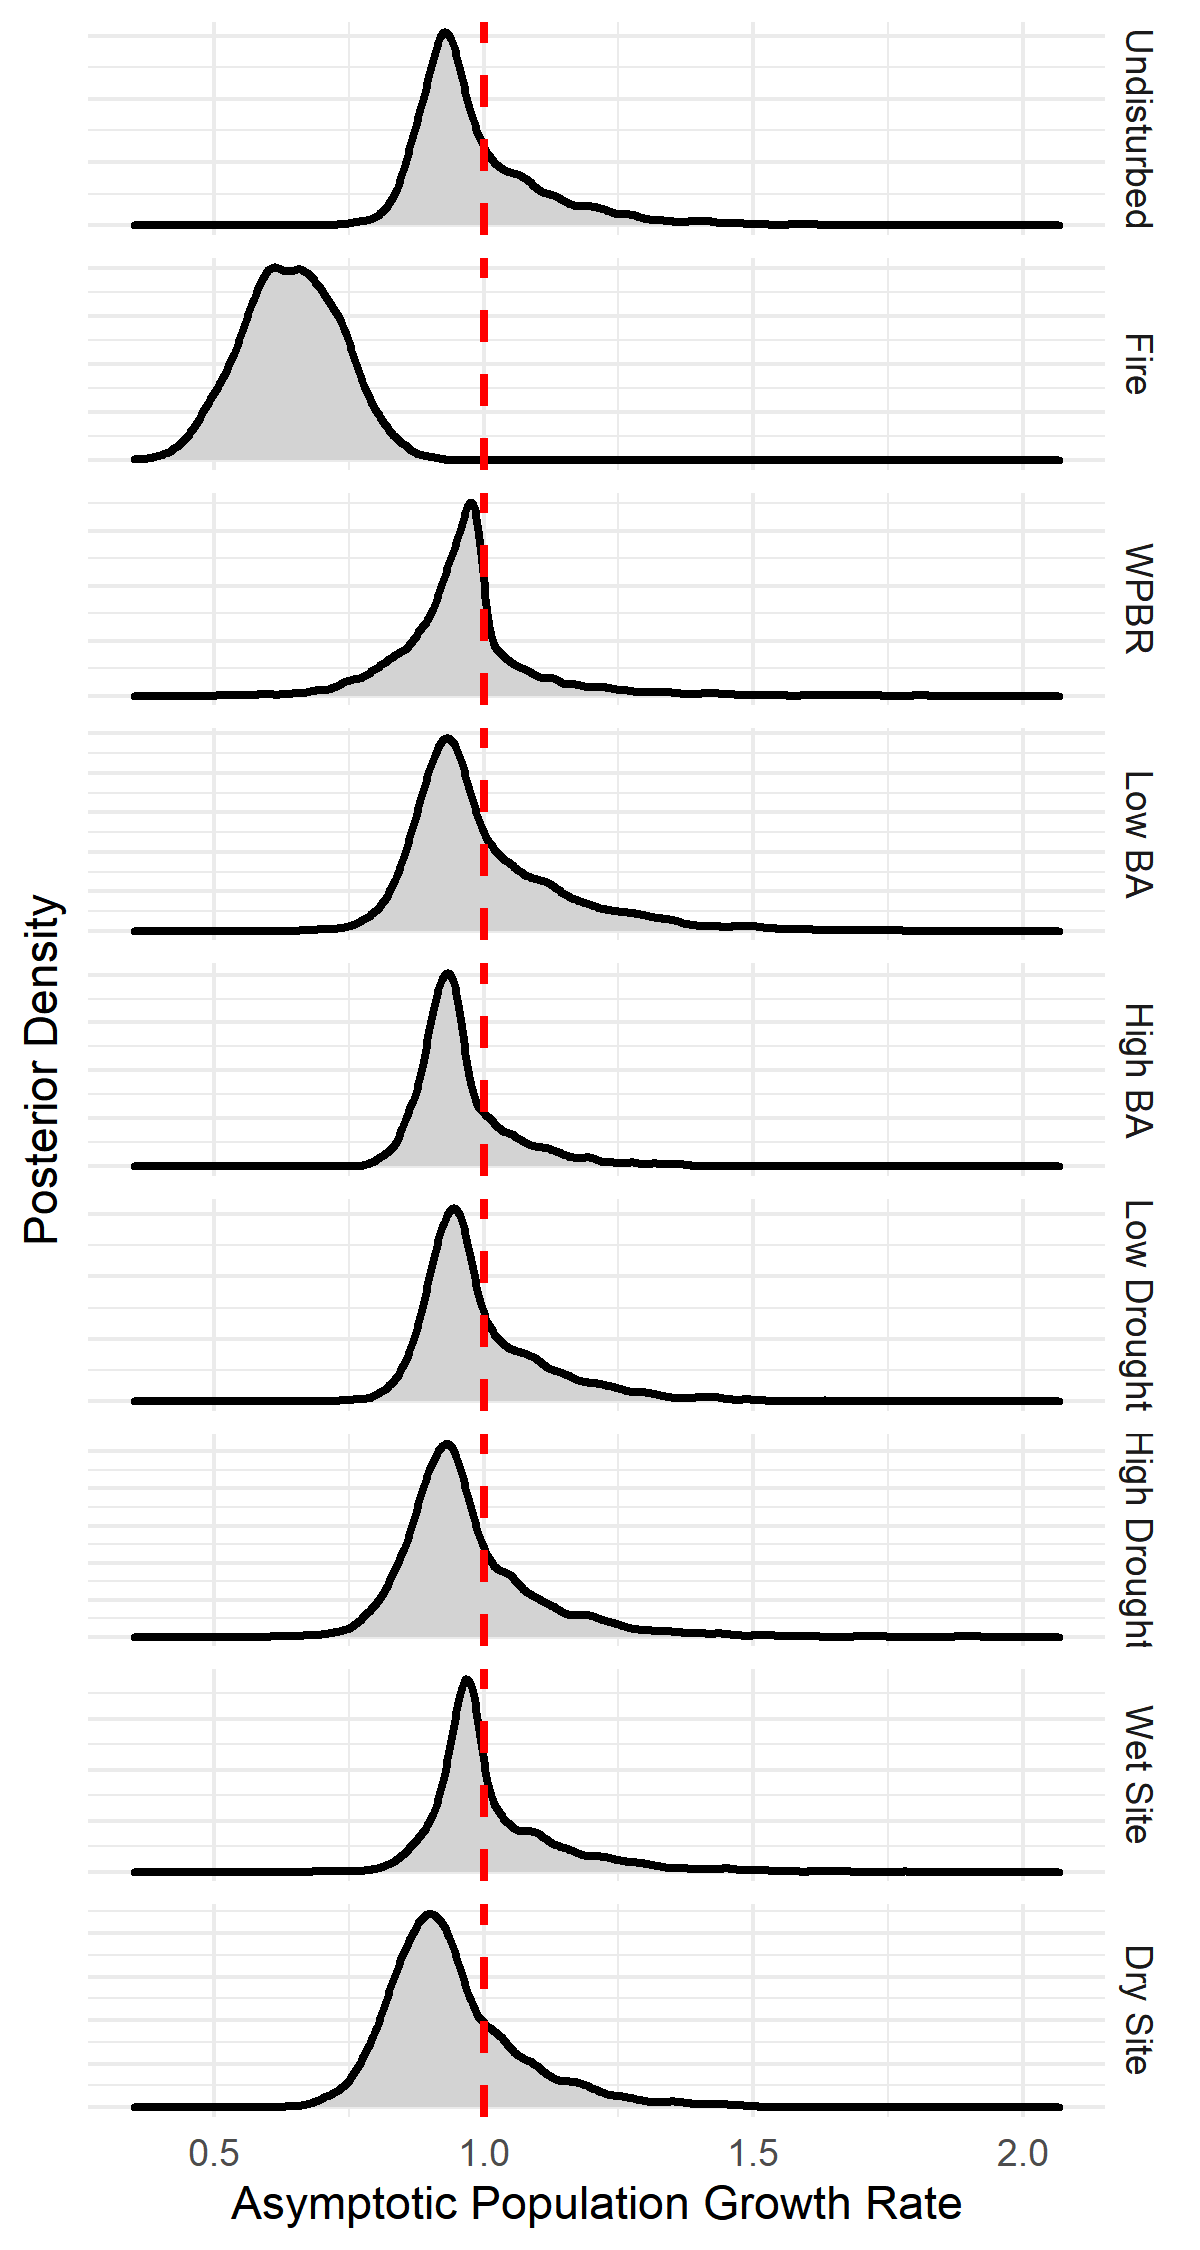 Undisturbed
Fire
WPBR
Low BA
High BA
Low Drought
High Drought
Wet Site
Dry Site
Posterior Density
0.5 1.0 1.5 2.0
Asymptotic Population Growth Rate